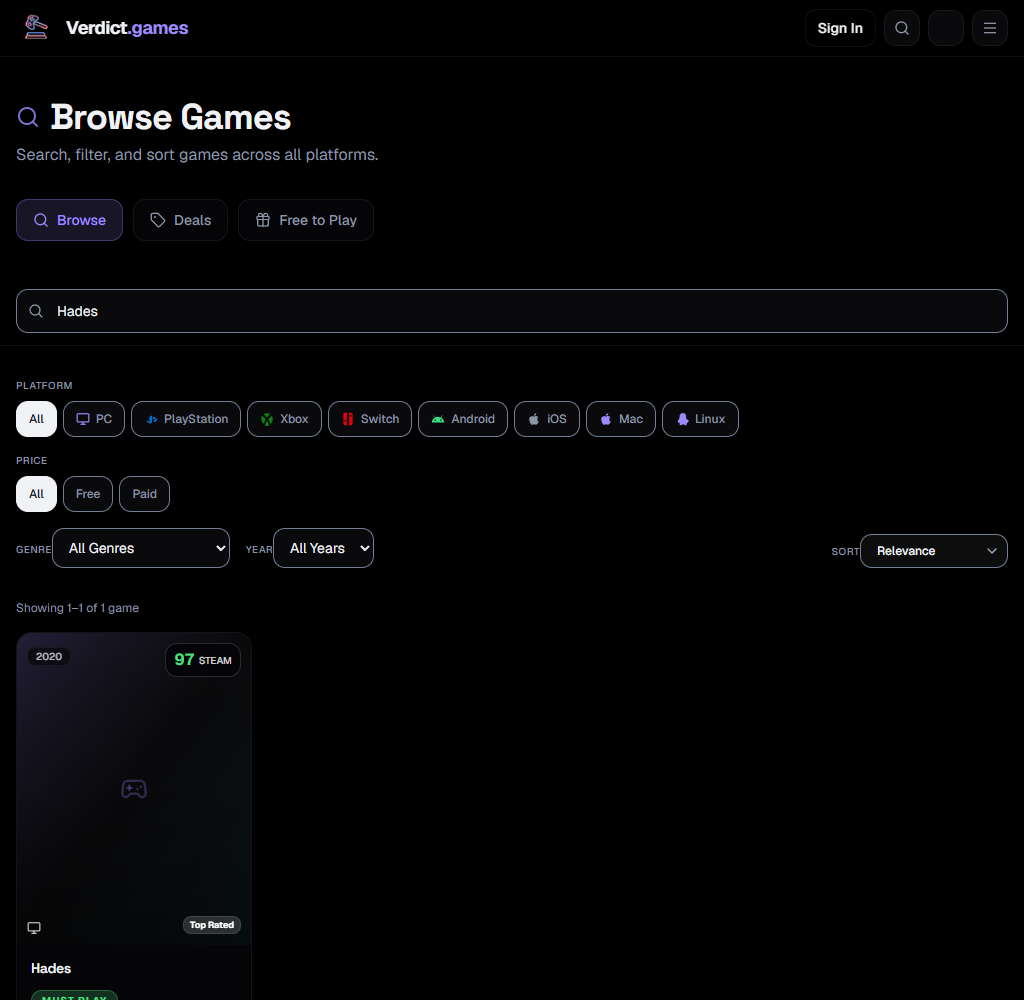 Verdict.games
Sign In
Browse Games
Search, filter, and sort games across all platforms.
Browse
Deals
Free to Play
Hades
PLATFORM
All
PC
PlayStation
Xbox
Switch
Android
iOS
Mac
Linux
PRICE
All
Free
Paid
GENRE
All Genres
YEAR
All Years
SORT
Relevance
Showing 1–1 of 1 game
2020
97 STEAM
Top Rated
Hades
MUST PLAY